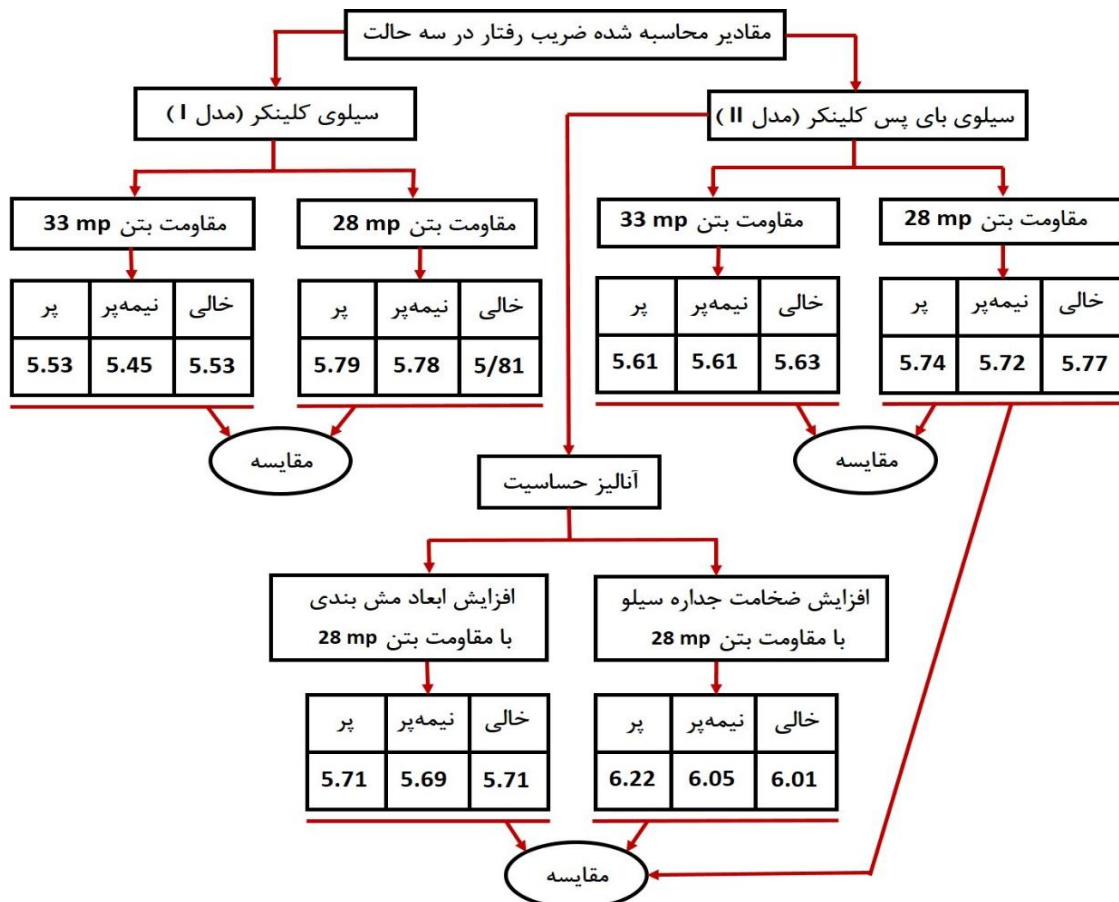 مقادیر محاسبه شده ضریب رفتار در سه حالت
سیلوی بای پس کلینکر (مدل II)
سیلوی کلینکر (مدل I)
مقاومت بتن 28 mp
مقاومت بتن 33 mp
مقاومت بتن 28 mp
مقاومت بتن 33 mp
خالی نیمه‌پر پر
5.77 5.72 5.74
خالی نیمه‌پر پر
5.63 5.61 5.61
خالی نیمه‌پر پر
5/81 5.78 5.79
خالی نیمه‌پر پر
5.53 5.45 5.53
مقایسه
مقایسه
آنالیز حساسیت
افزایش ضخامت جداره سیلو
با مقاومت بتن 28 mp
افزایش ابعاد مش بندی
با مقاومت بتن 28 mp
خالی نیمه‌پر پر
6.01 6.05 6.22
خالی نیمه‌پر پر
5.71 5.69 5.71
مقایسه